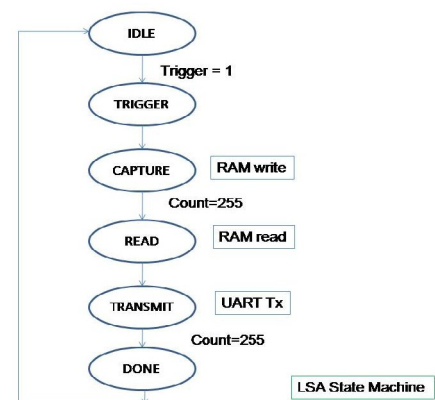 IDLE
Trigger = 1
TRIGGER
CAPTURE
RAM write
Count=255
READ
RAM read
TRANSMIT
UART Tx
Count=255
DONE
LSA State Machine